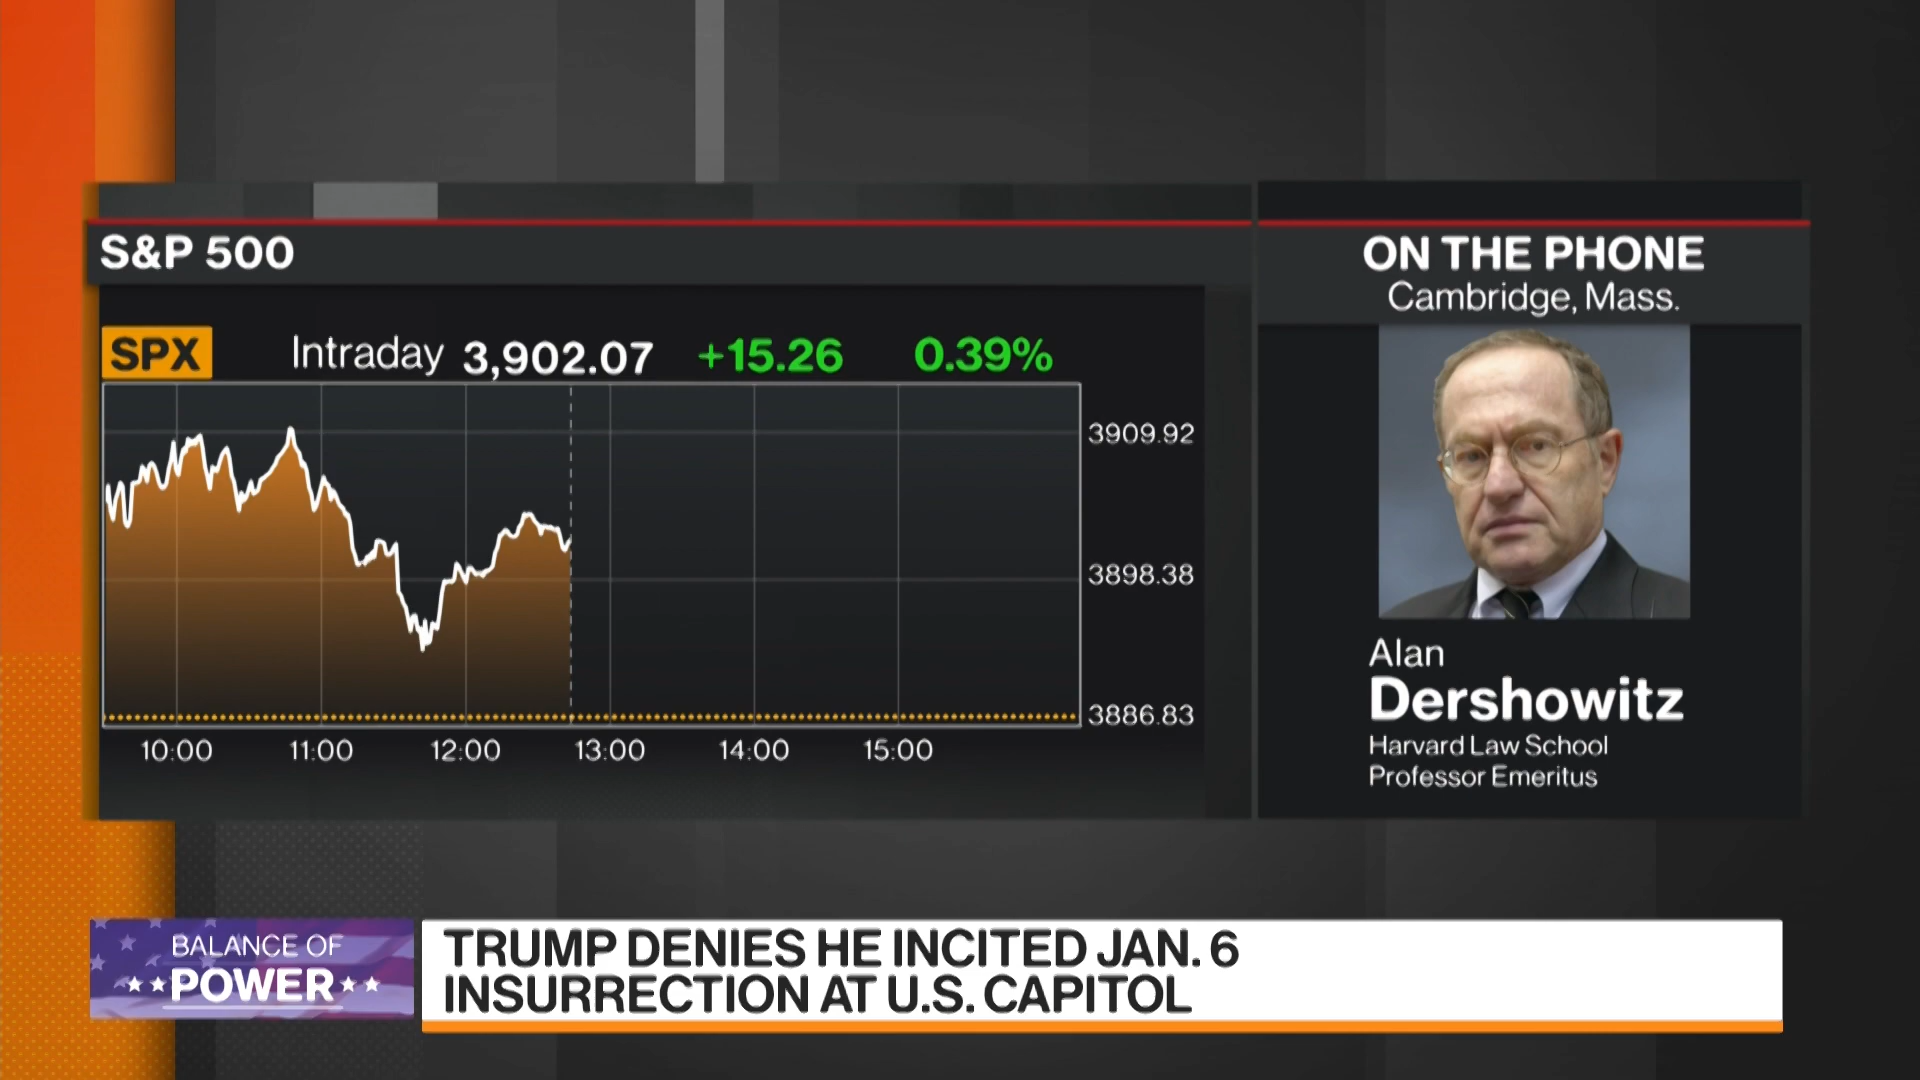 S&P 500
SPX Intraday 3,902.07 +15.26 0.39%
3909.92
3898.38
3886.83
10:00 11:00 12:00 13:00 14:00 15:00
ON THE PHONE
Cambridge, Mass.
Alan
Dershowitz
Harvard Law School
Professor Emeritus
BALANCE OF
POWER
TRUMP DENIES HE INCITED JAN. 6
INSURRECTION AT U.S. CAPITOL